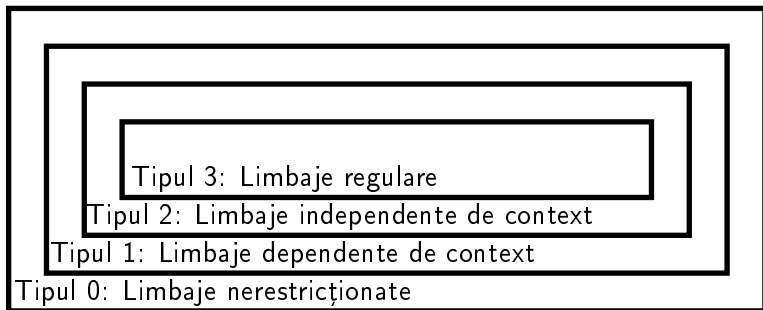 Tipul 3: Limbaje regulare
Tipul 2: Limbaje independente de context
Tipul 1: Limbaje dependente de context
Tipul 0: Limbaje nerestricționate